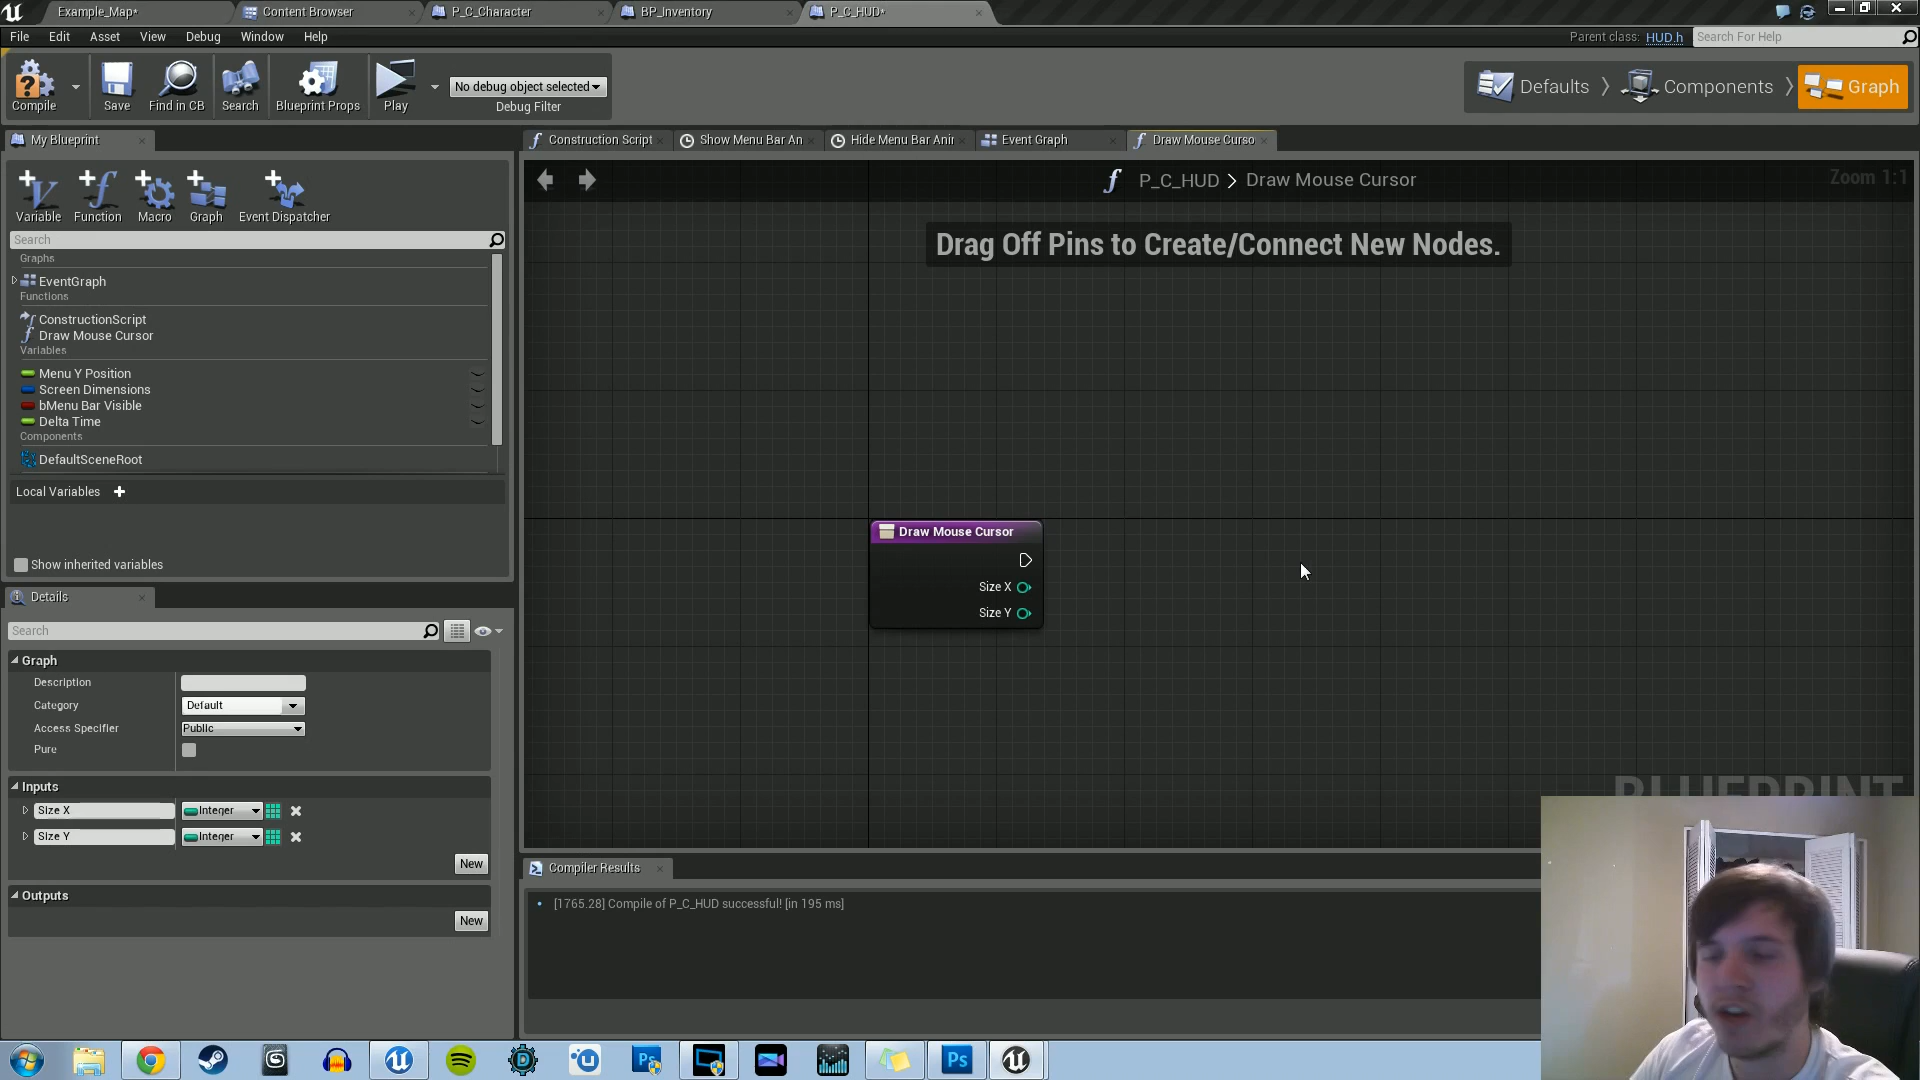 Example_Map*
Content Browser
P_C_Character
BP_Inventory
P_C_HUD*
File Edit Asset View Debug Window Help
Parent class: HUD.h
Search For Help
Compile
Save
Find in CB
Search
Blueprint Props
Play
No debug object selected
Debug Filter
Defaults
Components
Graph
My Blueprint
Construction Script
Show Menu Bar An
Hide Menu Bar Anir
Event Graph
Draw Mouse Curso
Variable
Function
Macro
Graph
Event Dispatcher
P_C_HUD > Draw Mouse Cursor
Zoom 1:1
Search
Drag Off Pins to Create/Connect New Nodes.
Graphs
EventGraph
Functions
ConstructionScript
Draw Mouse Cursor
Variables
Menu Y Position
Screen Dimensions
bMenu Bar Visible
Delta Time
Components
DefaultSceneRoot
Local Variables
Show inherited variables
Draw Mouse Cursor
Size X
Size Y
Details
Search
Graph
Description
Category
Default
Access Specifier
Public
Pure
Inputs
Size X
Integer
Size Y
Integer
New
Outputs
New
BLUEPRINT
Compiler Results
[1765.28] Compile of P_C_HUD successful! [in 195 ms]
Ps
Ps